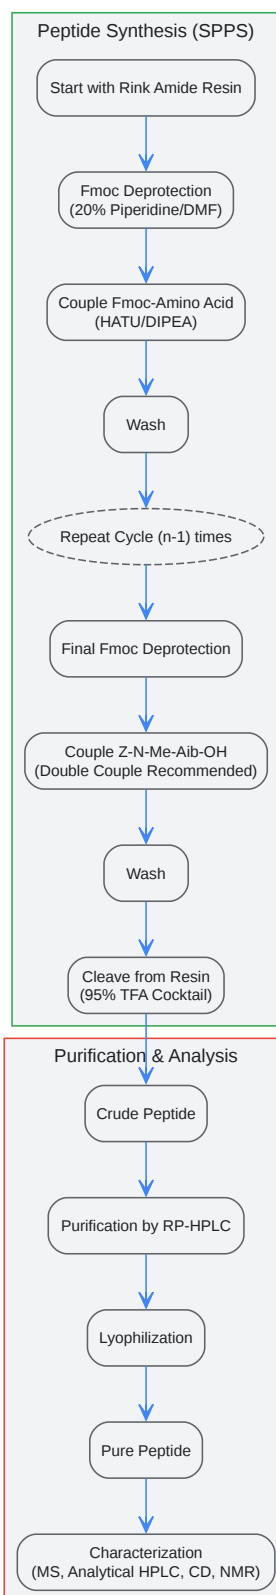 Peptide Synthesis (SPPS)
Start with Rink Amide Resin
Fmoc Deprotection
(20% Piperidine/DMF)
Couple Fmoc-Amino Acid
(HATU/DIPEA)
Wash
Repeat Cycle (n-1) times
Final Fmoc Deprotection
Couple Z-N-Me-Aib-OH
(Double Couple Recommended)
Wash
Cleave from Resin
(95% TFA Cocktail)
Purification & Analysis
Crude Peptide
Purification by RP-HPLC
Lyophilization
Pure Peptide
Characterization
(MS, Analytical HPLC, CD, NMR)